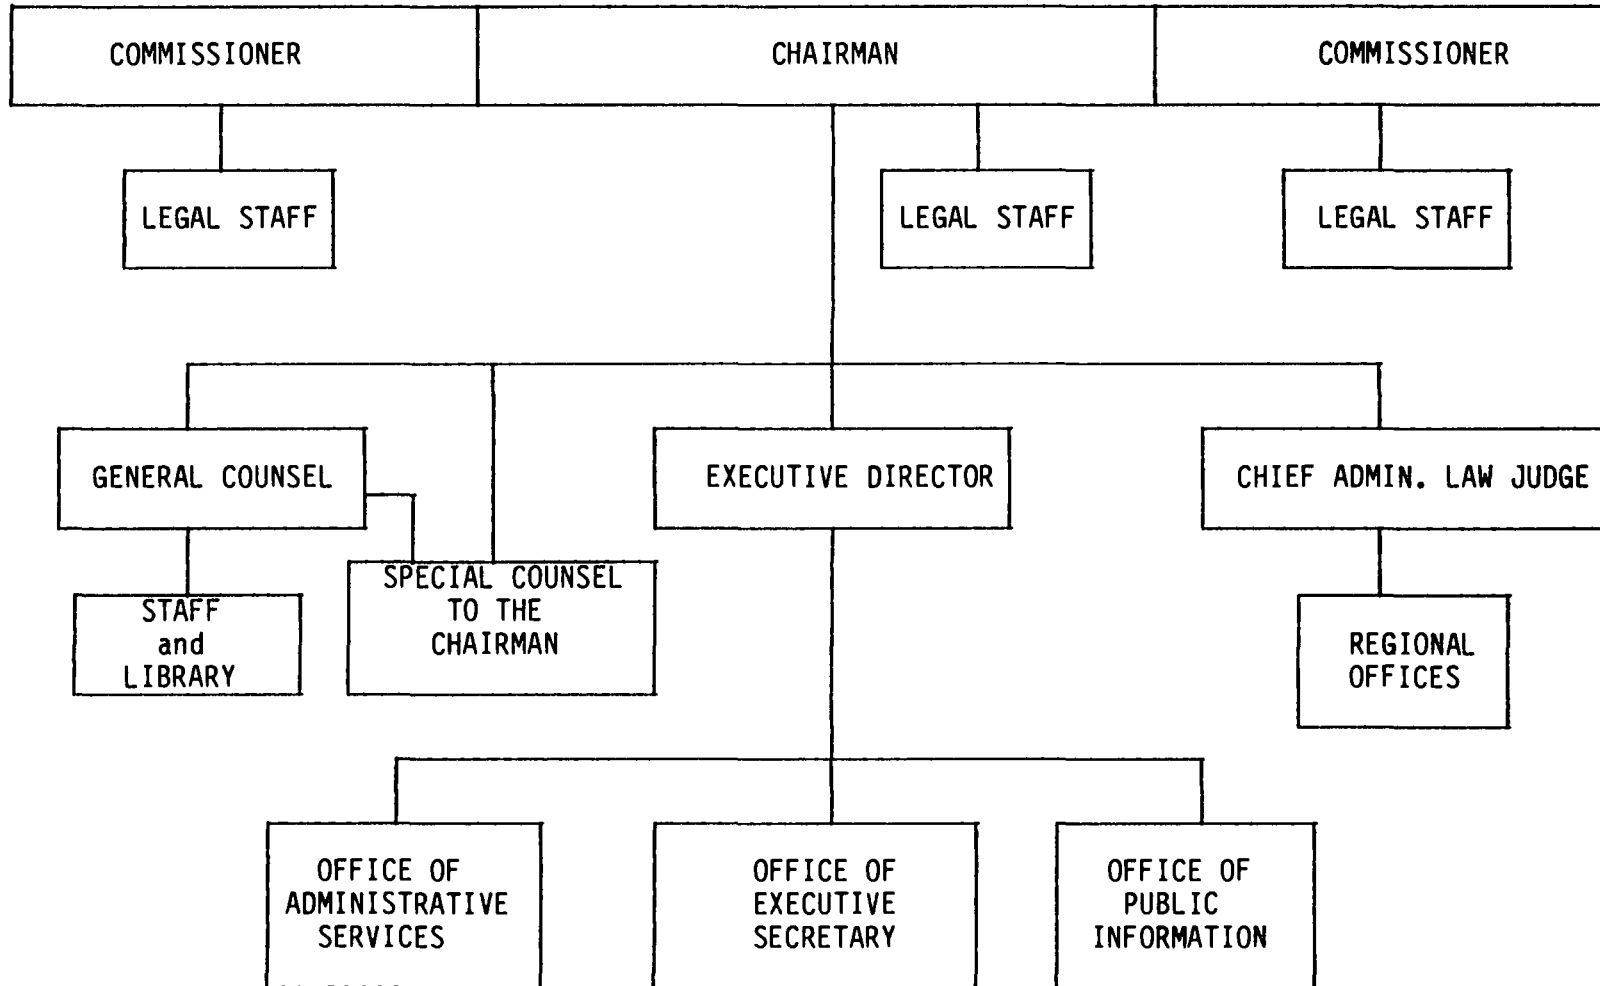 COMMISSIONER
CHAIRMAN
COMMISSIONER
LEGAL STAFF
LEGAL STAFF
LEGAL STAFF
GENERAL COUNSEL
EXECUTIVE DIRECTOR
CHIEF ADMIN. LAW JUDGE
STAFF
and
LIBRARY
SPECIAL COUNSEL
TO THE
CHAIRMAN
REGIONAL
OFFICES
OFFICE OF
ADMINISTRATIVE
SERVICES
OFFICE OF
EXECUTIVE
SECRETARY
OFFICE OF
PUBLIC
INFORMATION